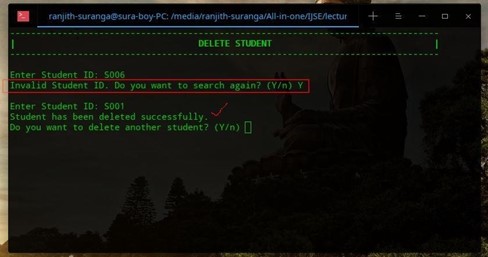 ranjith-suranga@sura-boy-PC: /media/ranjith-suranga/All-in-one/IJSE/lectur
DELETE STUDENT
Enter Student ID: S006
Invalid Student ID. Do you want to search again? (Y/n) Y
Enter Student ID: S001
Student has been deleted successfully.
Do you want to delete another student? (Y/n)